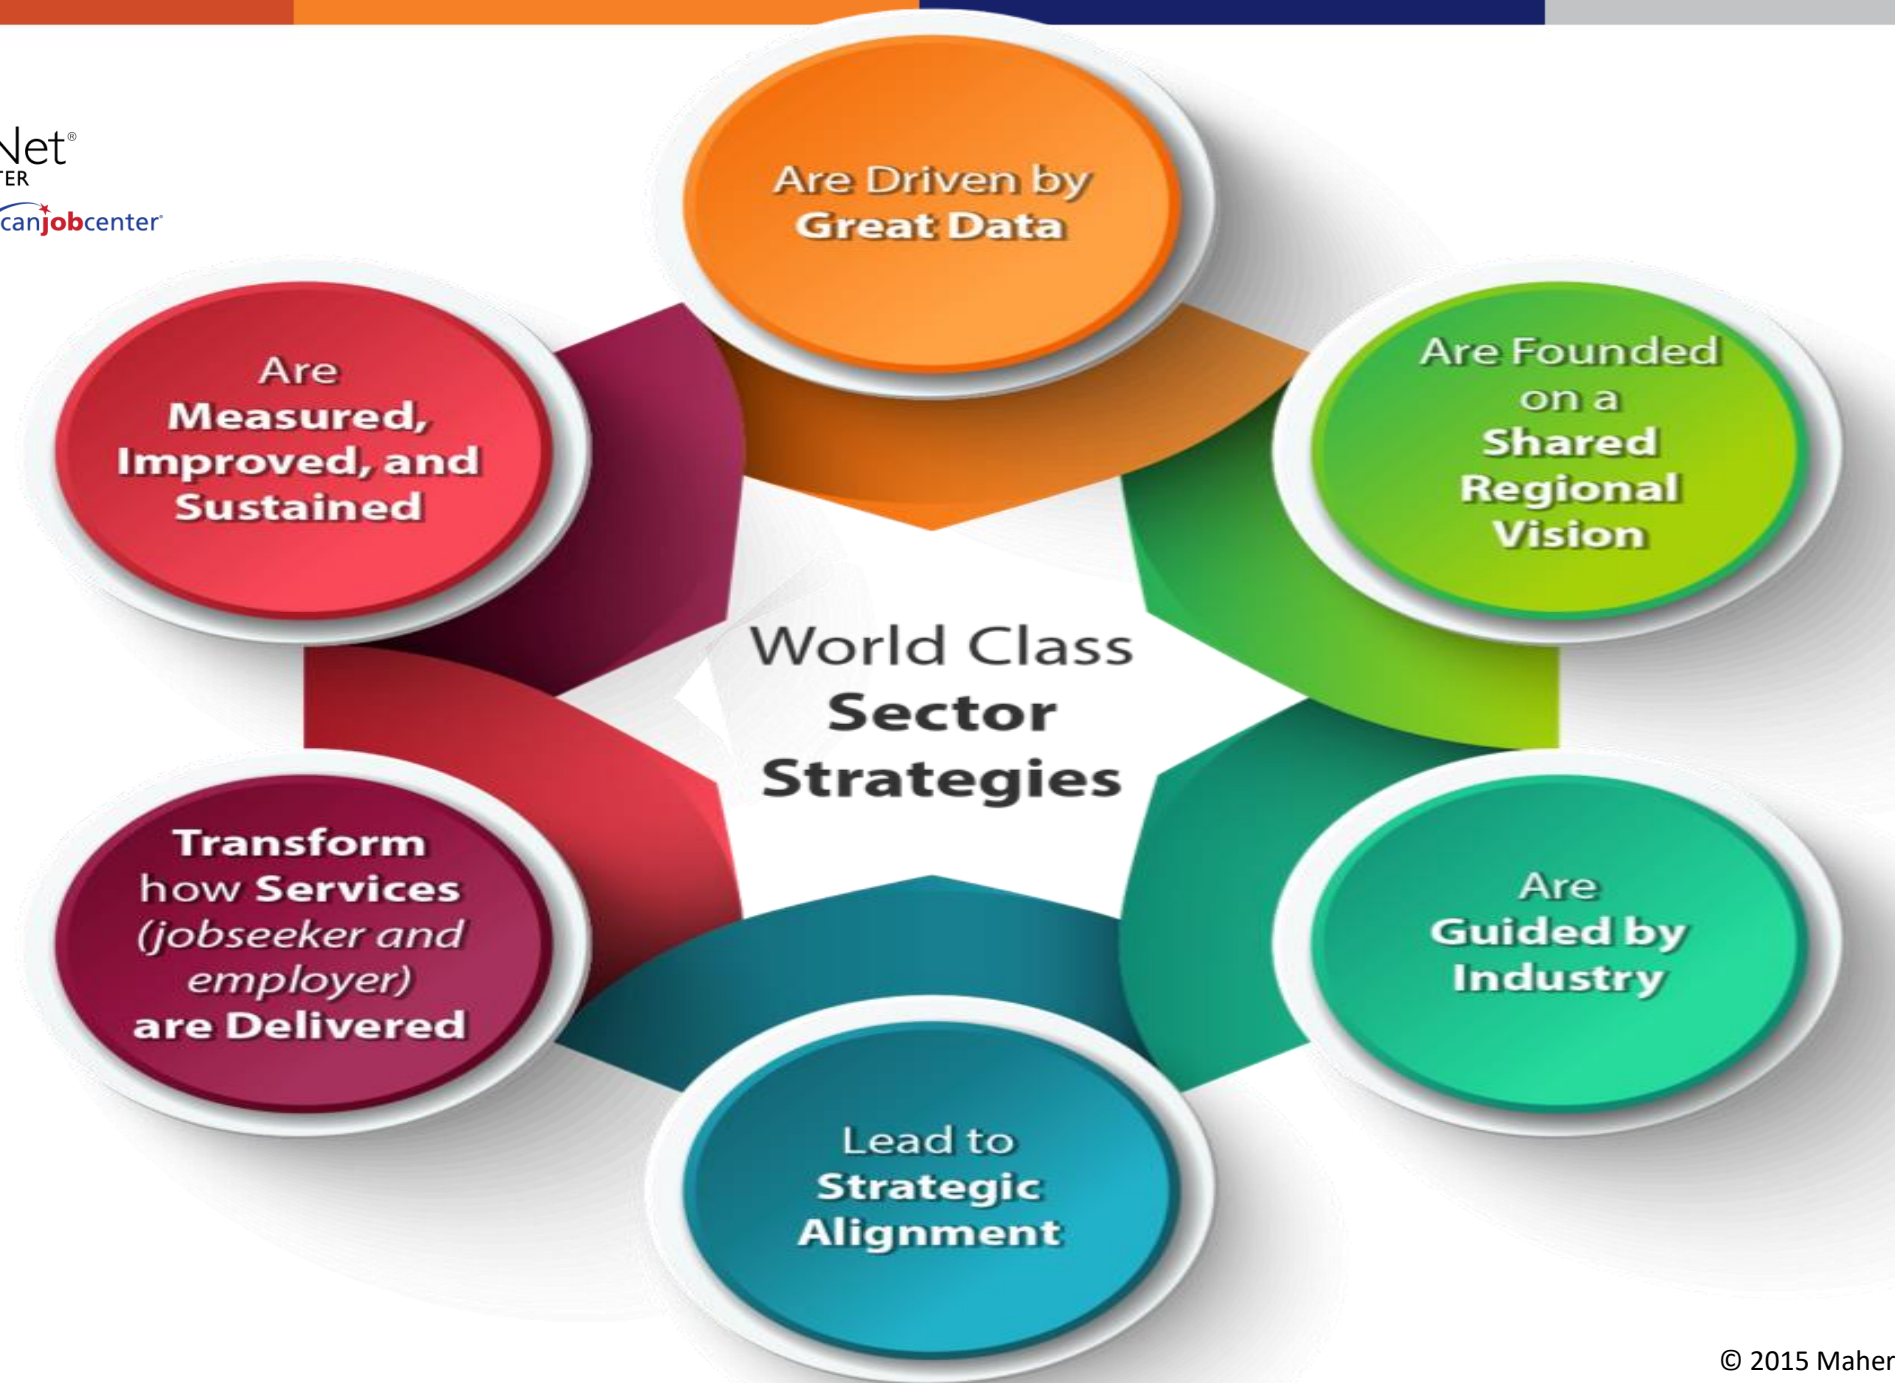 Net®
TER
canjobcenter®
Are Driven by
Great Data
Are Founded
on a
Shared
Regional
Vision
Are
Guided by
Industry
Lead to
Strategic
Alignment
Transform
how Services
(jobseeker and
employer)
are Delivered
Are
Measured,
Improved, and
Sustained
World Class
Sector
Strategies
© 2015 Maher